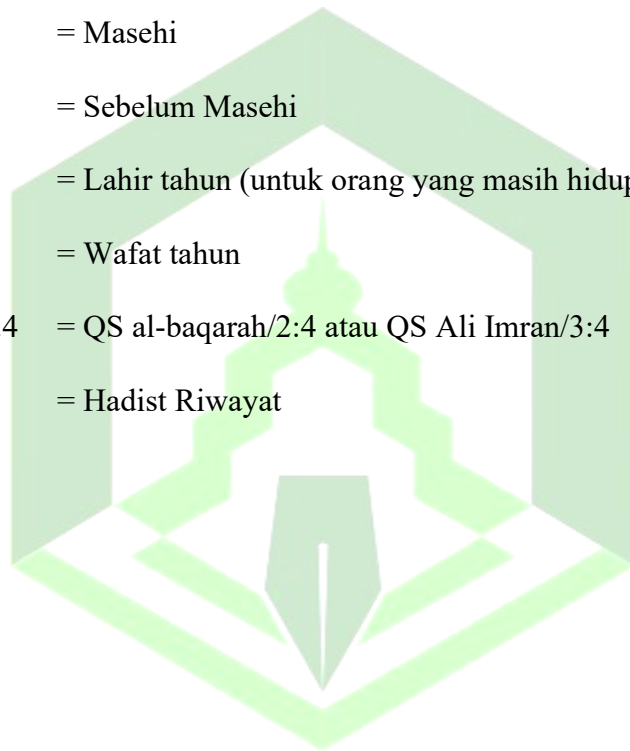 = Masehi
= Sebelum Masehi
= Lahir tahun (untuk orang yang masih hidup
= Wafat tahun
4 = QS al-baqarah/2:4 atau QS Ali Imran/3:4
= Hadist Riwayat